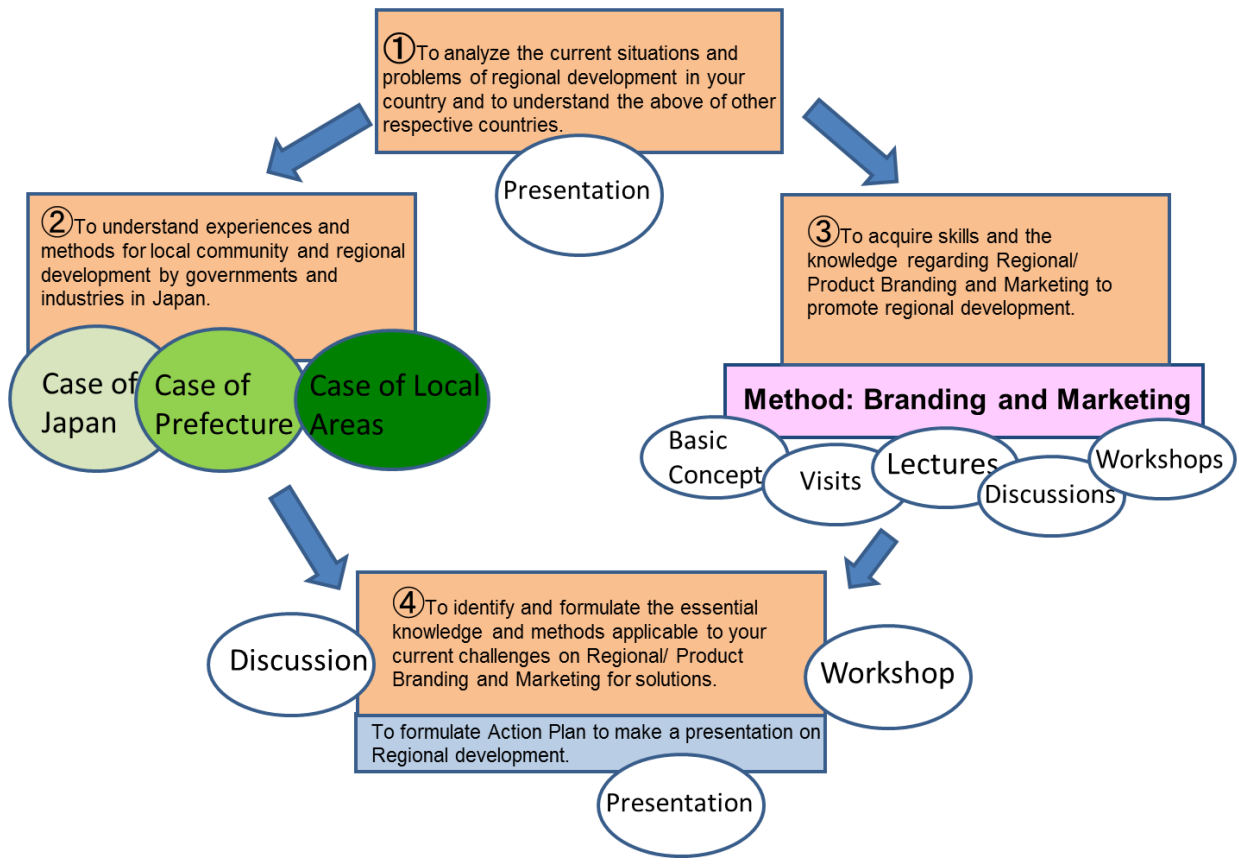 ①To analyze the current situations and
problems of regional development in your
country and to understand the above of other
respective countries.
Presentation
②To understand experiences and
methods for local community and regional
development by governments and
industries in Japan.
Case of
Japan
Case of
Prefecture
Case of Local
Areas
③To acquire skills and the
knowledge regarding Regional/
Product Branding and Marketing to
promote regional development.
Method: Branding and Marketing
Basic
Concept
Visits
Lectures
Discussions
Workshops
④To identify and formulate the essential
knowledge and methods applicable to your
current challenges on Regional/ Product
Branding and Marketing for solutions.
Discussion
Workshop
To formulate Action Plan to make a presentation on
Regional development.
Presentation